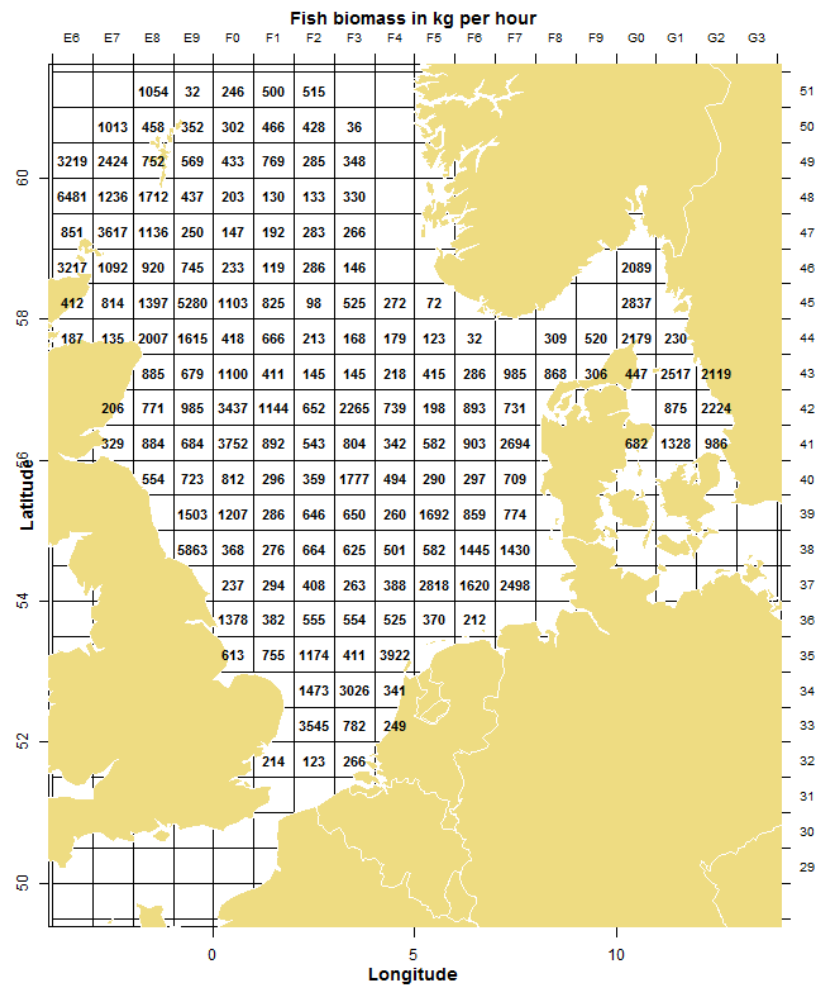 Fish biomass in kg per hour
E6 E7 E8 E9 F0 F1 F2 F3 F4 F5 F6 F7 F8 F9 G0 G1 G2 G3
1054 32 246 500 515 51
1013 458 352 302 466 428 36 50
3219 2424 752 569 433 769 285 348 49
60
6481 1236 1712 437 203 130 133 330 48
851 3617 1136 250 147 192 283 266 47
3217 1092 920 745 233 119 286 146 2089 46
412 814 1397 5280 1103 825 98 525 272 72 2837 45
58
187 135 2007 1615 418 666 213 168 179 123 32 309 520 2179 230 44
885 679 1100 411 145 145 218 415 286 985 868 306 447 2517 2119 43
206 771 985 3437 1144 652 2265 739 198 893 731 875 2224 42
329 884 684 3752 892 543 804 342 582 903 2694 682 1328 986 41
56
554 723 812 296 359 1777 494 290 297 709 40
Latitude
1503 1207 286 646 650 260 1692 859 774 39
5863 368 276 664 625 501 582 1445 1430 38
237 294 408 263 388 2818 1620 2498 37
54
1378 382 555 554 525 370 212 36
613 755 1174 411 3922 35
1473 3026 341 34
3545 782 249 33
52
214 123 266 32
31
30
29
50
0 5 10
Longitude